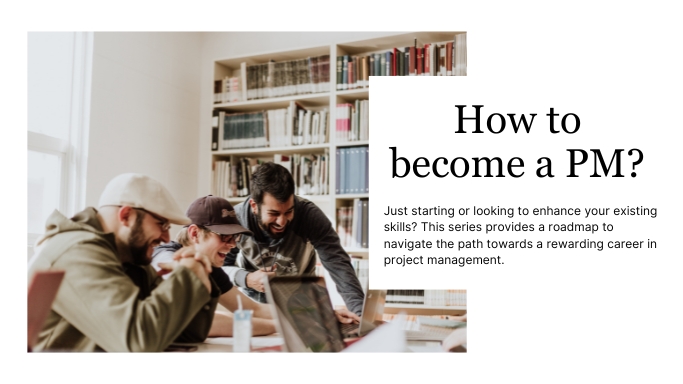 How to
become a PM?
Just starting or looking to enhance your existing
skills? This series provides a roadmap to
navigate the path towards a rewarding career in
project management.